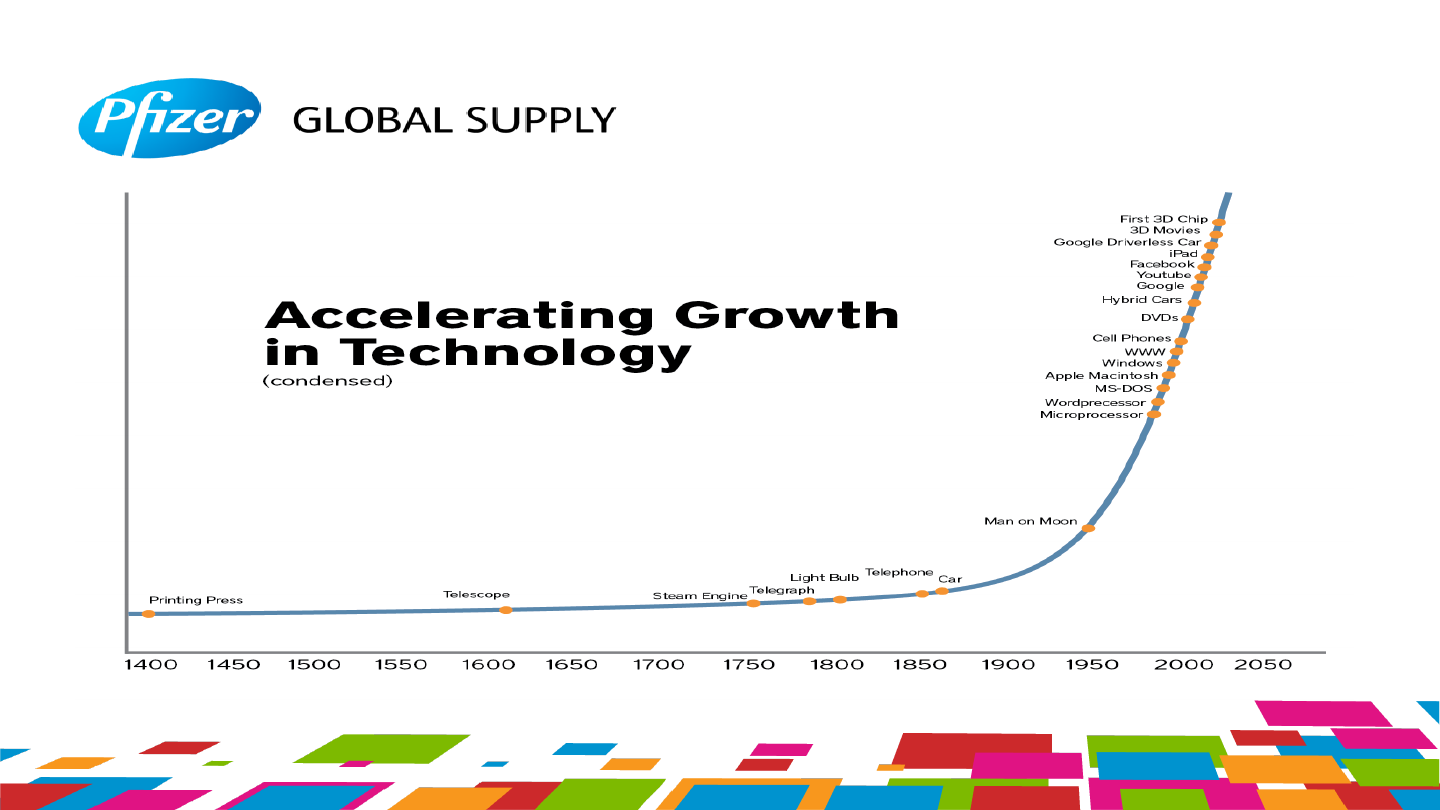 Pfizer GLOBAL SUPPLY
First 3D Chip
3D Movies
Google Driverless Car
iPad
Facebook
Youtube
Google
Hybrid Cars
DVDs
Cell Phones
WWW
Windows
Apple Macintosh
MS-DOS
Wordprecessor
Microprocessor
Accelerating Growth
in Technology
(condensed)
Man on Moon
Telephone
Light Bulb
Car
Telegraph
Steam Engine
Telescope
Printing Press
1400 1450 1500 1550 1600 1650 1700 1750 1800 1850 1900 1950 2000 2050